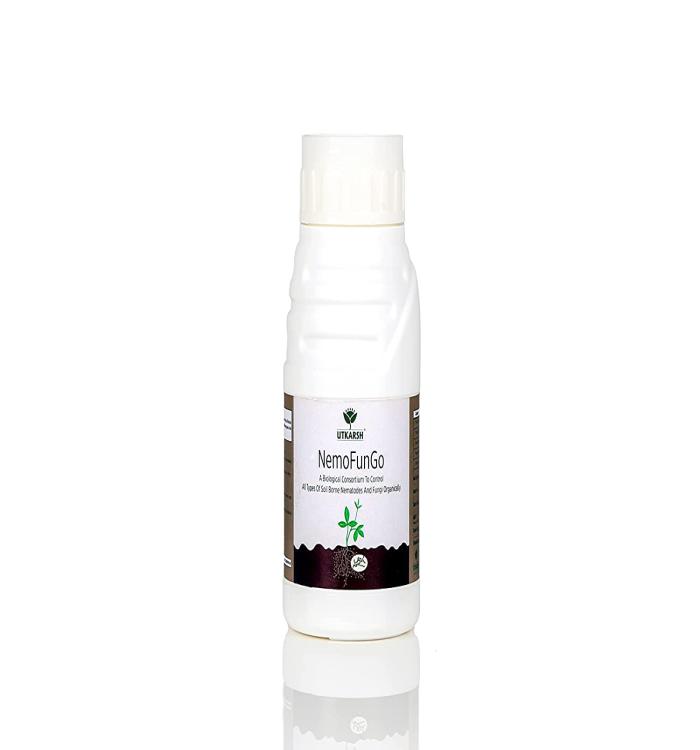 UTKARSH
NemoFunGo
A Biological Consortium To Control
All Types Of Soil Borne Nematodes And Fungi Organically